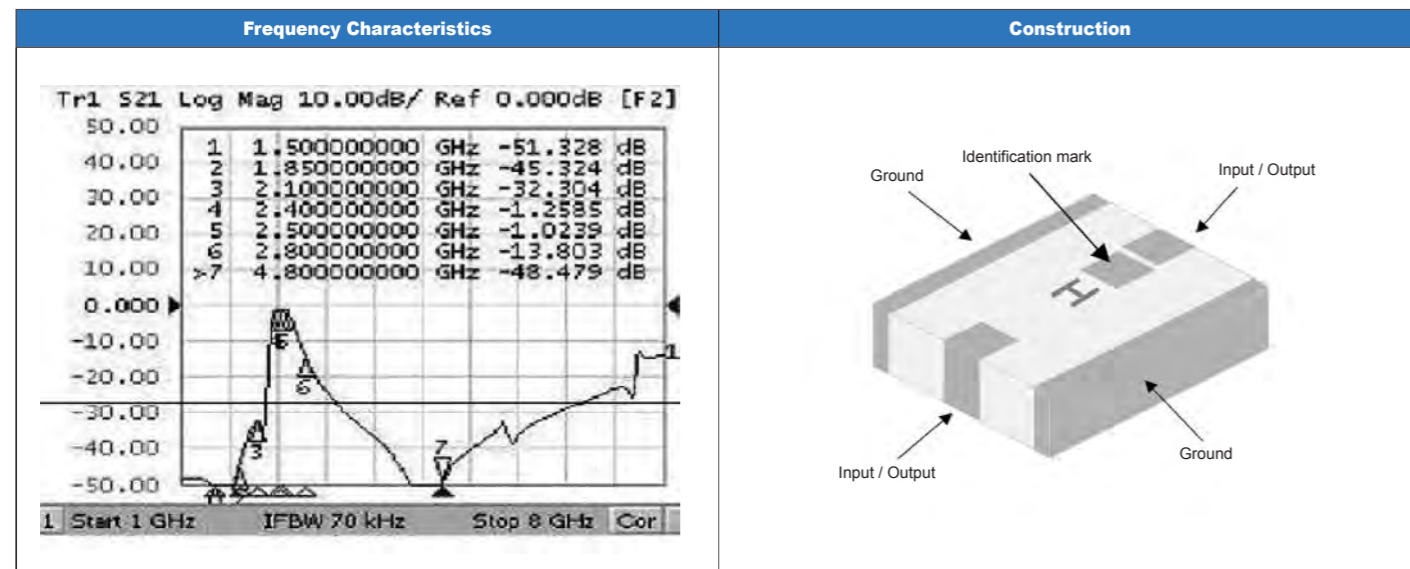 Frequency Characteristics
Construction
Tr1 S21 Log Mag 10.00dB/ Ref 0.000dB [F2]
50.00
40.00
30.00
20.00
10.00
0.000
-10.00
-20.00
-30.00
-40.00
-50.00
1 1.500000000 GHz -51.328 dB
2 1.850000000 GHz -45.324 dB
3 2.100000000 GHz -32.304 dB
4 2.400000000 GHz -1.2585 dB
5 2.500000000 GHz -1.0239 dB
6 2.800000000 GHz -13.803 dB
>7 4.800000000 GHz -48.479 dB
6
3
7
1
1 Start 1 GHz IFBW 70 kHz Stop 8 GHz Cor
Identification mark
Ground
Input / Output
H
Input / Output
Ground